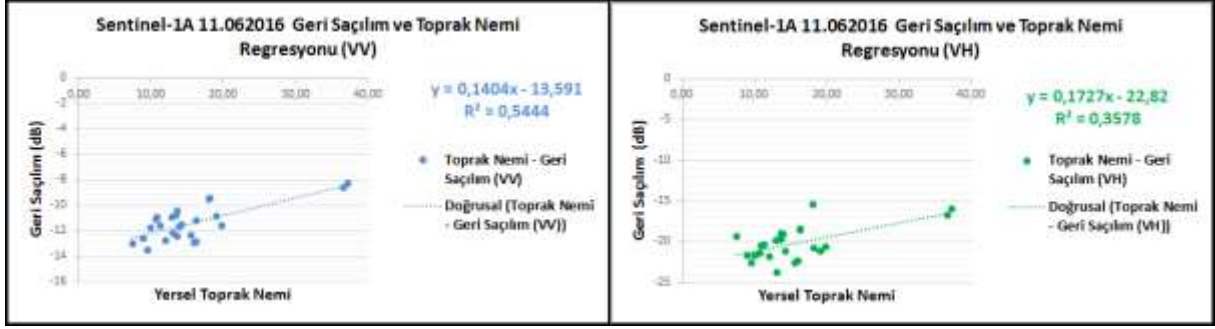 Sentinel-1A 11.062016 Geri Saçılım ve Toprak Nemi
Regresyonu (VV)
0
0,00 10,00 20,00 30,00 40,00
-2
-4
-6
-8
-10
-12
-14
-16
Geri Saçılım (dB)
Yersel Toprak Nemi
y = 0,1404x - 13,591
R² = 0,5444
Toprak Nemi - Geri
Saçılım (VV)
Doğrusal (Toprak Nemi
- Geri Saçılım (VV))
Sentinel-1A 11.062016 Geri Saçılım ve Toprak Nemi
Regresyonu (VH)
0
0,00 10,00 20,00 30,00 40,00
-5
-10
-15
-20
-25
Geri Saçılım (dB)
Yersel Toprak Nemi
y = 0,1727x - 22,82
R² = 0,3578
Toprak Nemi - Geri
Saçılım (VH)
Doğrusal (Toprak Nemi
- Geri Saçılım (VH))